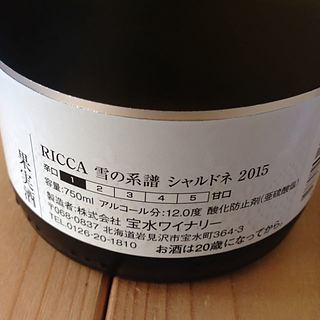 果実酒
RICCA 雪の系譜 シャルドネ 2015
辛口 1 2 3 4 5 甘口
容量:750ml アルコール分:12.0度 酸化防止剤(亜硫酸塩)
製造者:株式会社 宝水ワイナリー
〒068-0837 北海道岩見沢市宝水町364-3
TEL.0126-20-1810
お酒は20歳になってから。